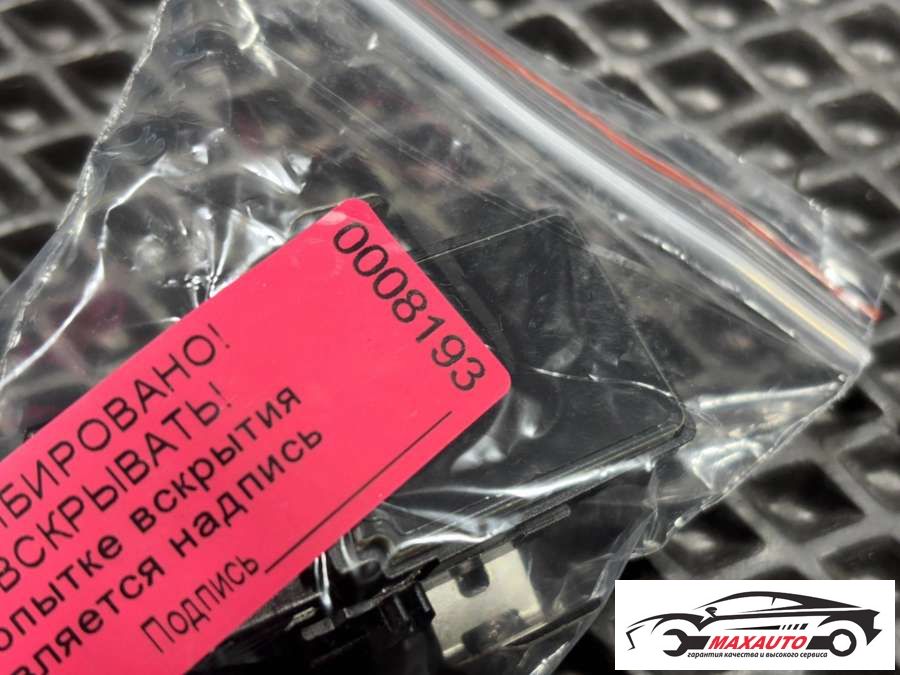 0008193
БИРОВАНО!
ВСКРЫВАТЬ!
опытке вскрытия
вляется надпись
Подпись
MAXAUTO
гарантия качества и высокого сервиса